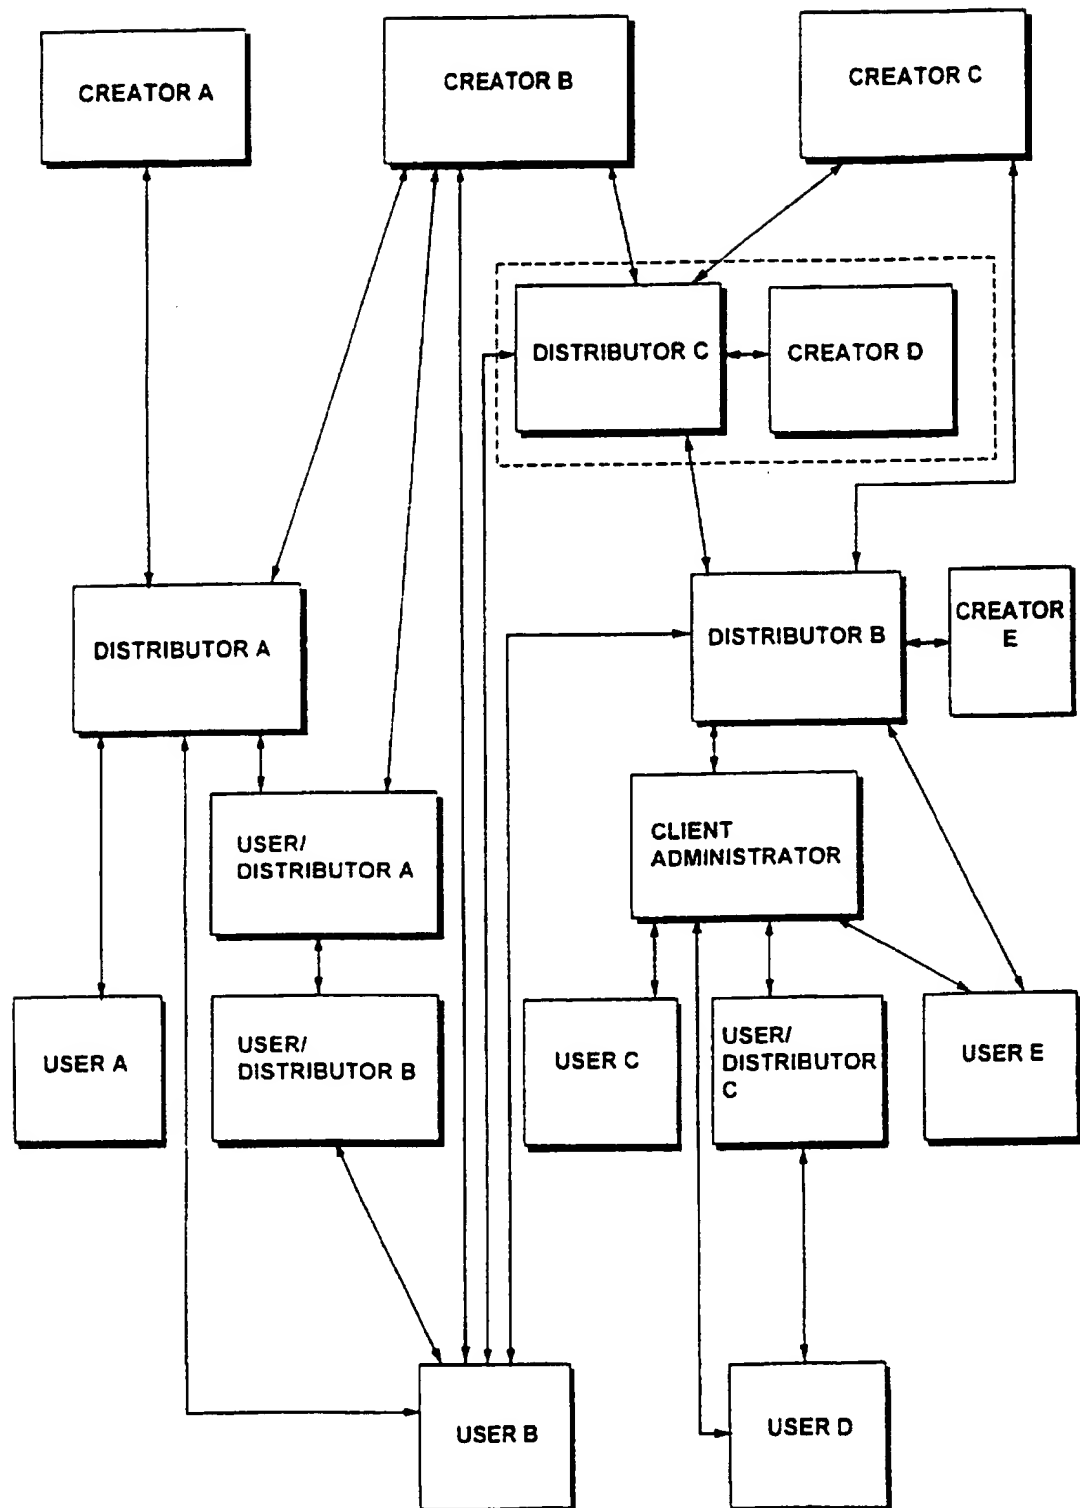 CREATOR A
CREATOR B
CREATOR C
DISTRIBUTOR C
CREATOR D
DISTRIBUTOR A
DISTRIBUTOR B
CREATOR
E
USER/
DISTRIBUTOR A
CLIENT
ADMINISTRATOR
USER A
USER/
DISTRIBUTOR B
USER C
USER/
DISTRIBUTOR
C
USER E
USER B
USER D